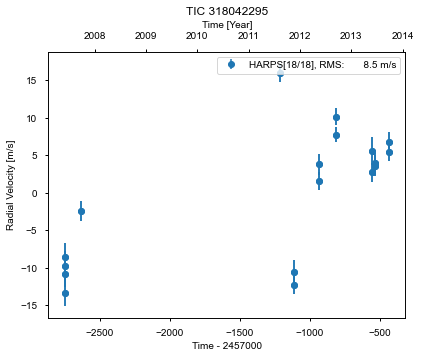 TIC 318042295
Time [Year]
2008 2009 2010 2011 2012 2013 2014
HARPS[18/18], RMS: 8.5 m/s
15
10
5
0
−5
−10
−15
Radial Velocity [m/s]
−2500 −2000 −1500 −1000 −500
Time - 2457000